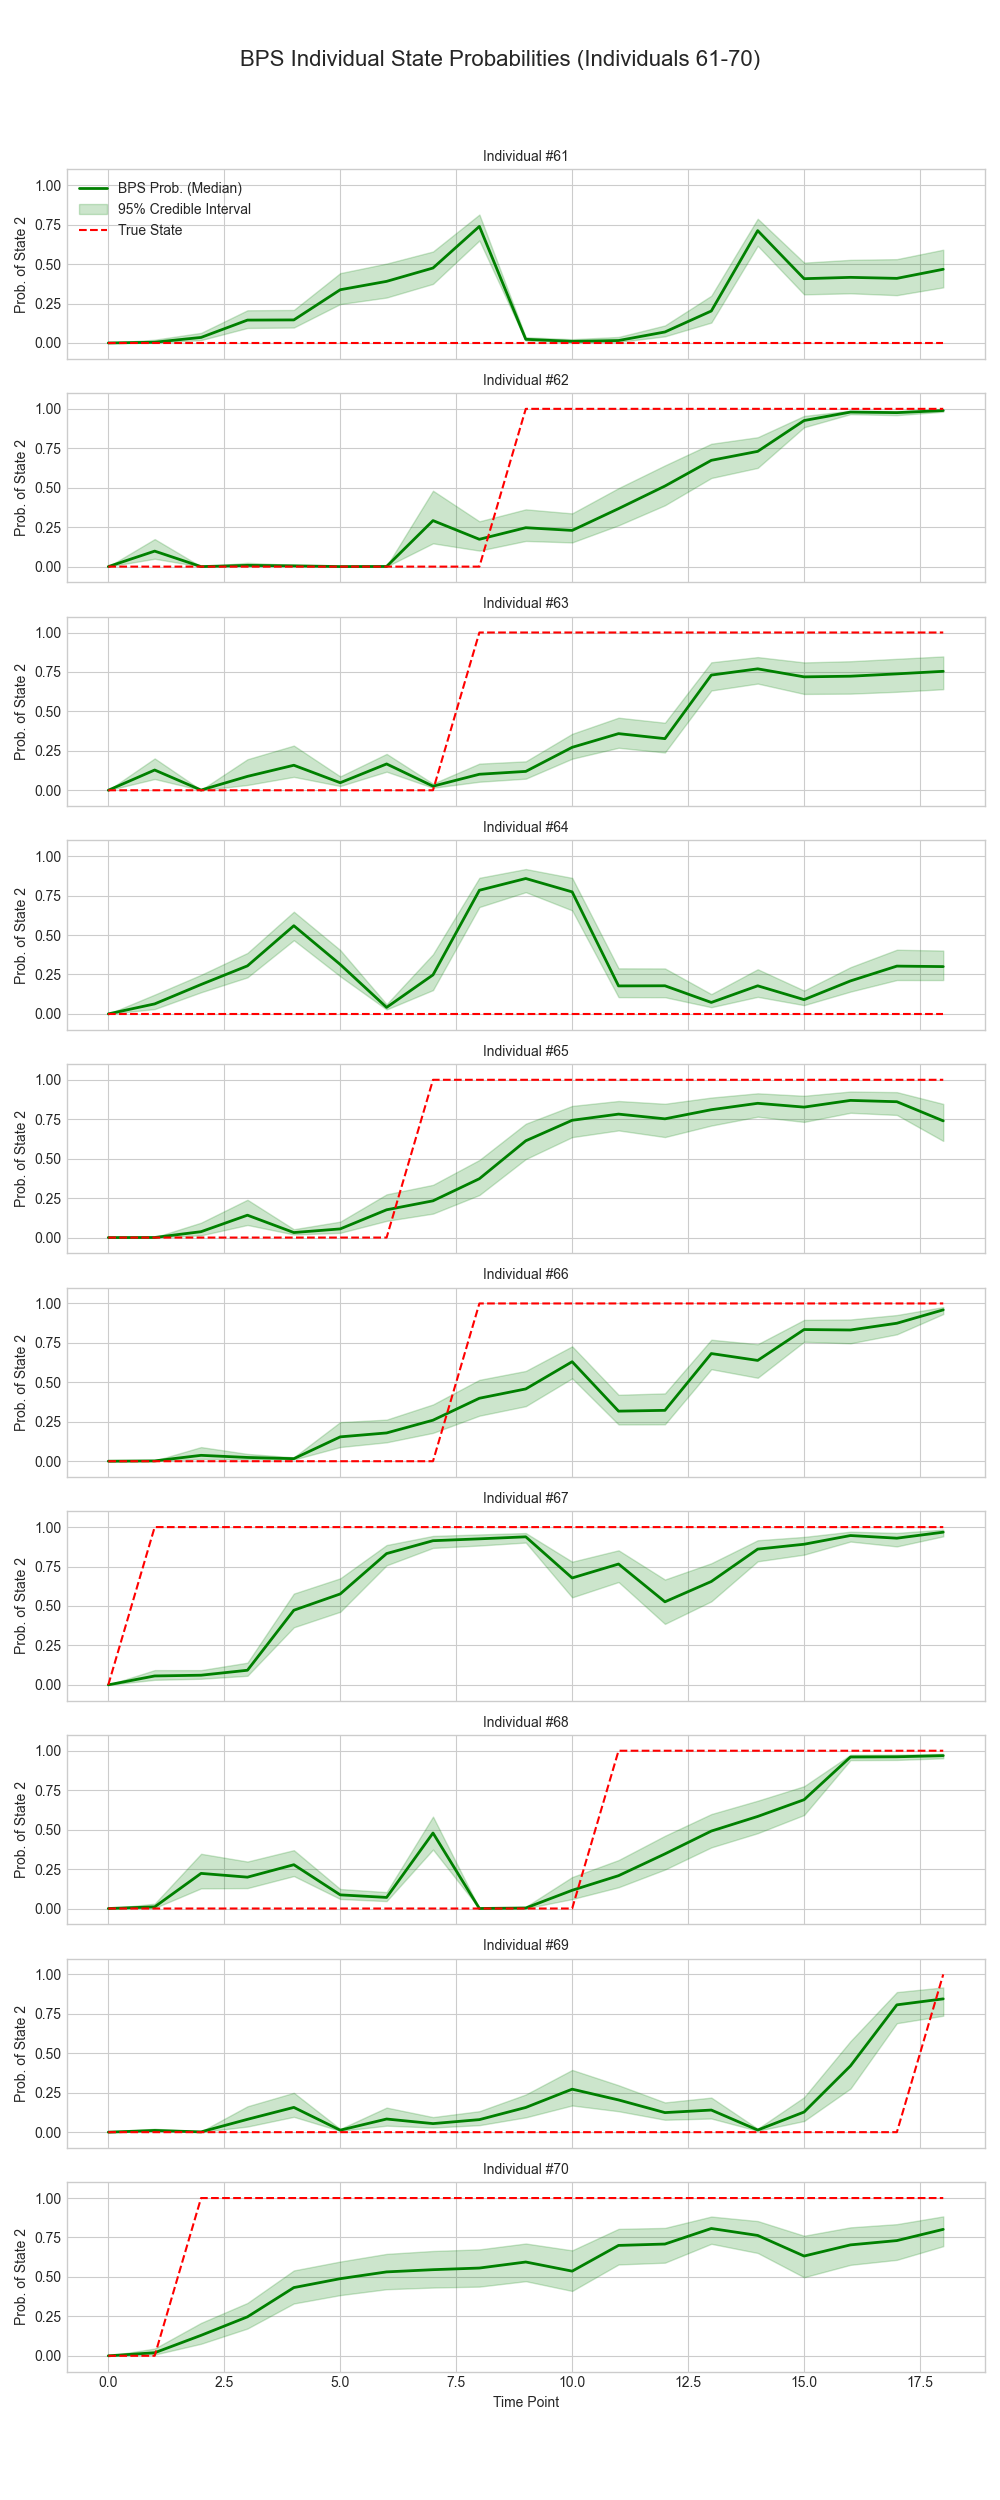 BPS Individual State Probabilities (Individuals 61-70)
Individual #61
Prob. of State 2
1.00
0.75
0.50
0.25
0.00
BPS Prob. (Median)
95% Credible Interval
True State
Individual #62
Prob. of State 2
1.00
0.75
0.50
0.25
0.00
Individual #63
Prob. of State 2
1.00
0.75
0.50
0.25
0.00
Individual #64
Prob. of State 2
1.00
0.75
0.50
0.25
0.00
Individual #65
Prob. of State 2
1.00
0.75
0.50
0.25
0.00
Individual #66
Prob. of State 2
1.00
0.75
0.50
0.25
0.00
Individual #67
Prob. of State 2
1.00
0.75
0.50
0.25
0.00
Individual #68
Prob. of State 2
1.00
0.75
0.50
0.25
0.00
Individual #69
Prob. of State 2
1.00
0.75
0.50
0.25
0.00
Individual #70
Prob. of State 2
1.00
0.75
0.50
0.25
0.00
0.0 2.5 5.0 7.5 10.0 12.5 15.0 17.5
Time Point